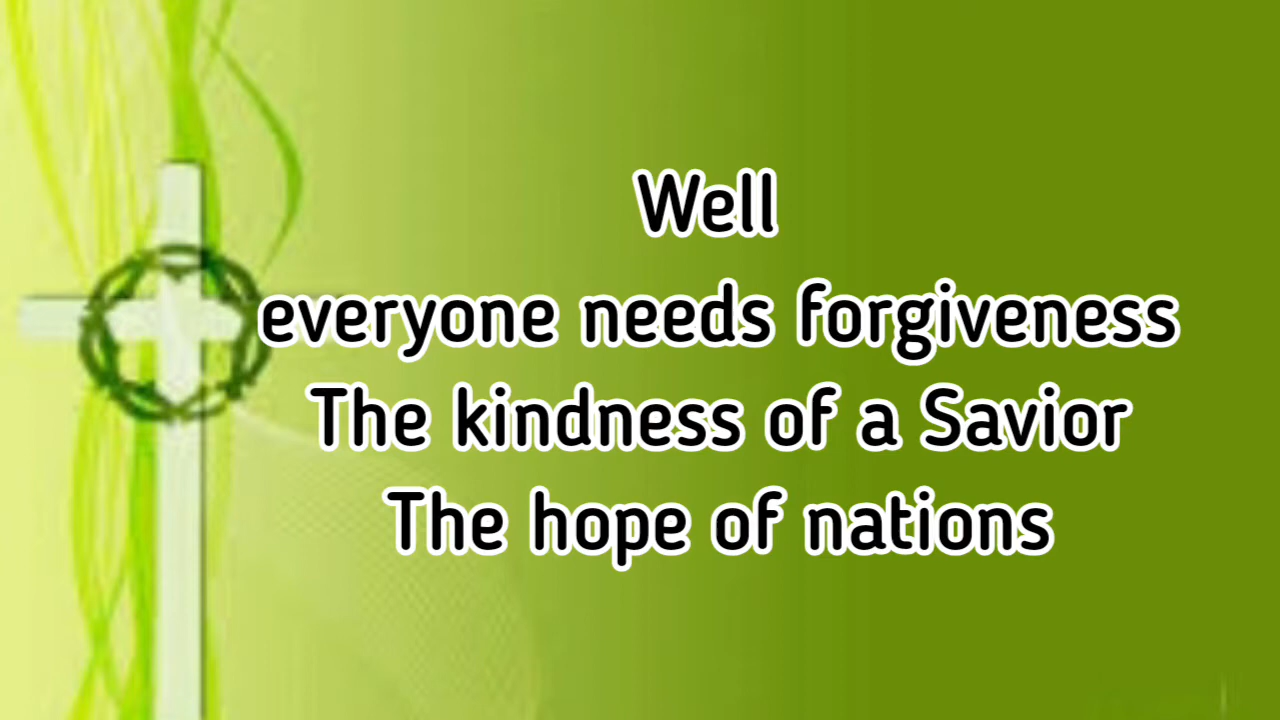 Well
everyone needs forgiveness
The kindness of a Savior
The hope of nations